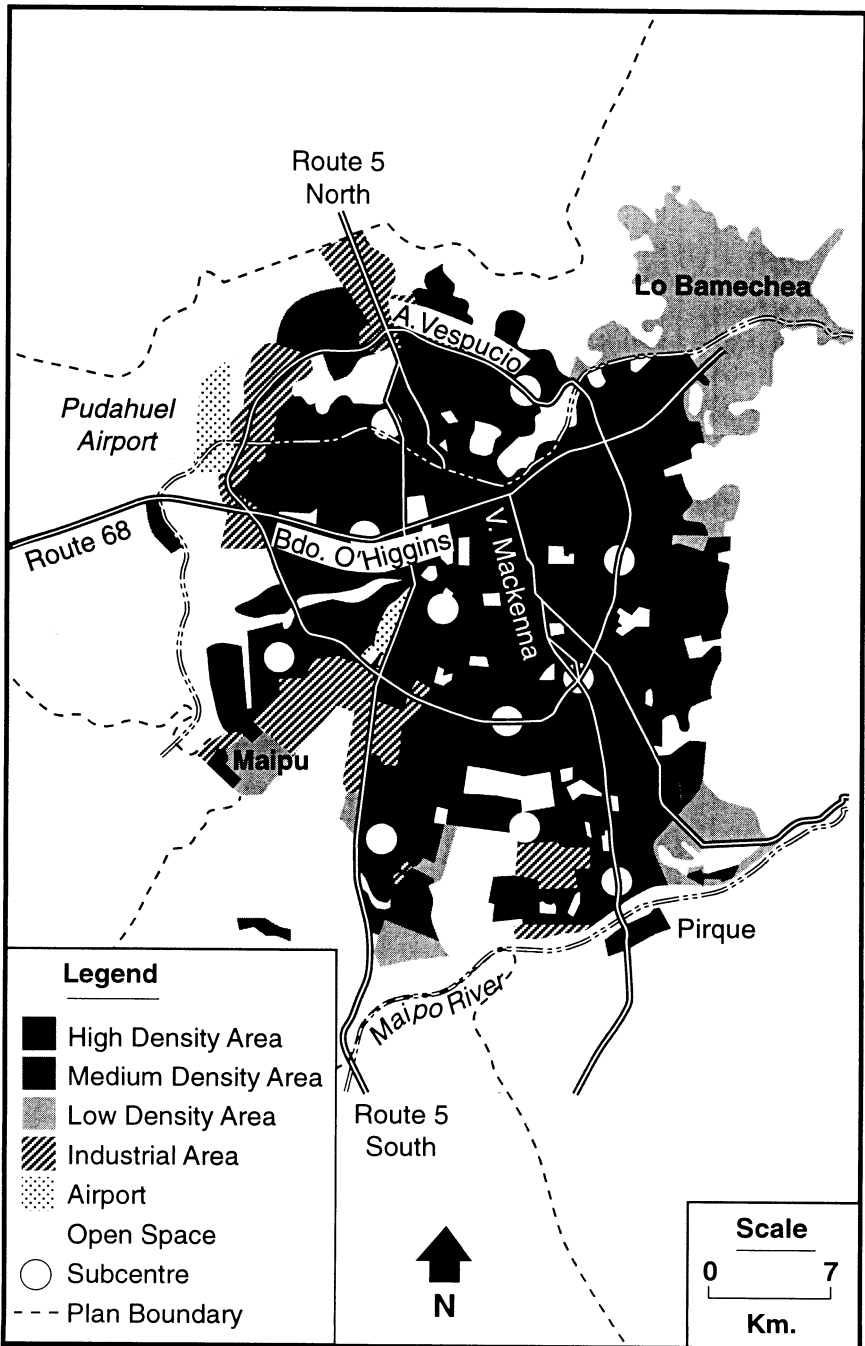 Route 5
North
Lo Bamechea
A. Vespucio
Pudahuel
Airport
Route 68
Bdo. O'Higgins
V. Mackenna
Maipu
Pirque
Maipo River
Route 5
South
Legend
High Density Area
Medium Density Area
Low Density Area
Industrial Area
Airport
Open Space
Subcentre
Plan Boundary
N
Scale
0 7
Km.